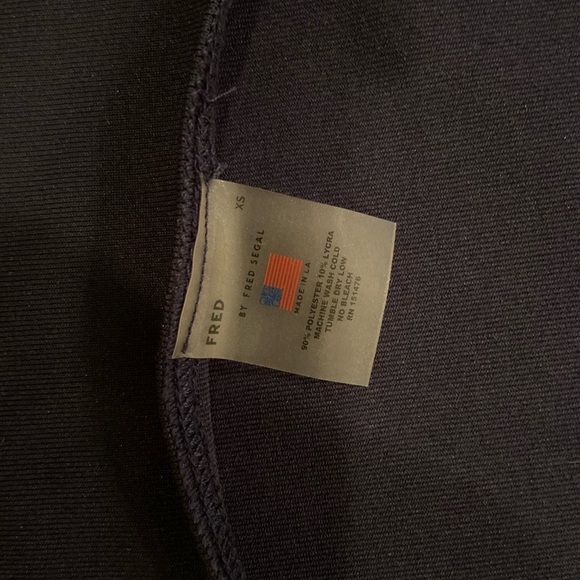 XS
FRED
BY FRED SEGAL
MADE IN LA
90% POLYESTER 10% LYCRA
MACHINE WASH COLD
TUMBLE DRY LOW
NO BLEACH
RN 151476